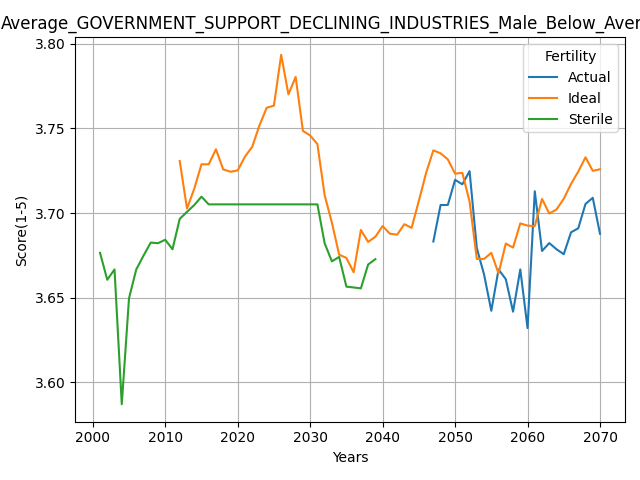 Average_GOVERNMENT_SUPPORT_DECLINING_INDUSTRIES_Male_Below_Aver
3.80
3.75
3.70
3.65
3.60
Score(1-5)
Fertility
Actual
Ideal
Sterile
2000 2010 2020 2030 2040 2050 2060 2070
Years